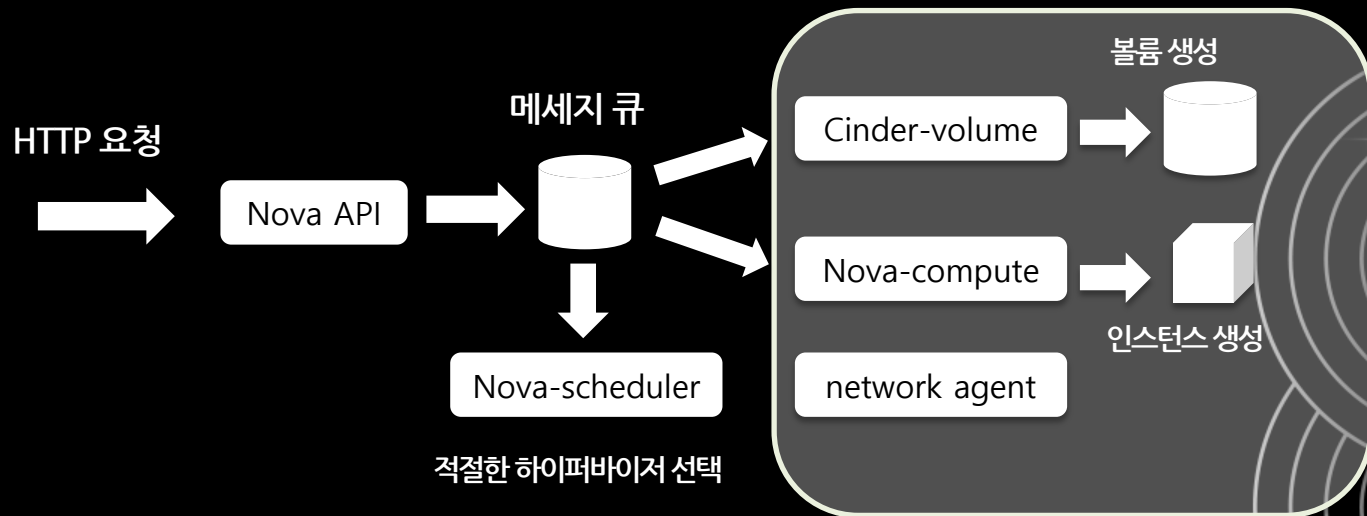 HTTP 요청
Nova API
메세지 큐
Nova-scheduler
적절한 하이퍼바이저 선택
볼륨 생성
Cinder-volume
Nova-compute
인스턴스 생성
network agent